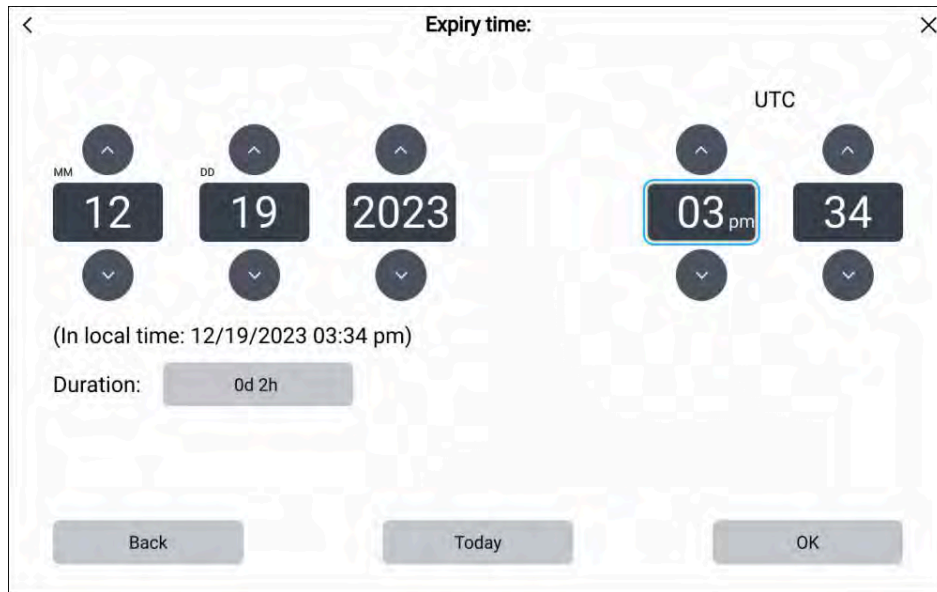 Expiry time:
UTC
MM
DD
12
19
2023
03 pm
34
(In local time: 12/19/2023 03:34 pm)
Duration: 0d 2h
Back
Today
OK